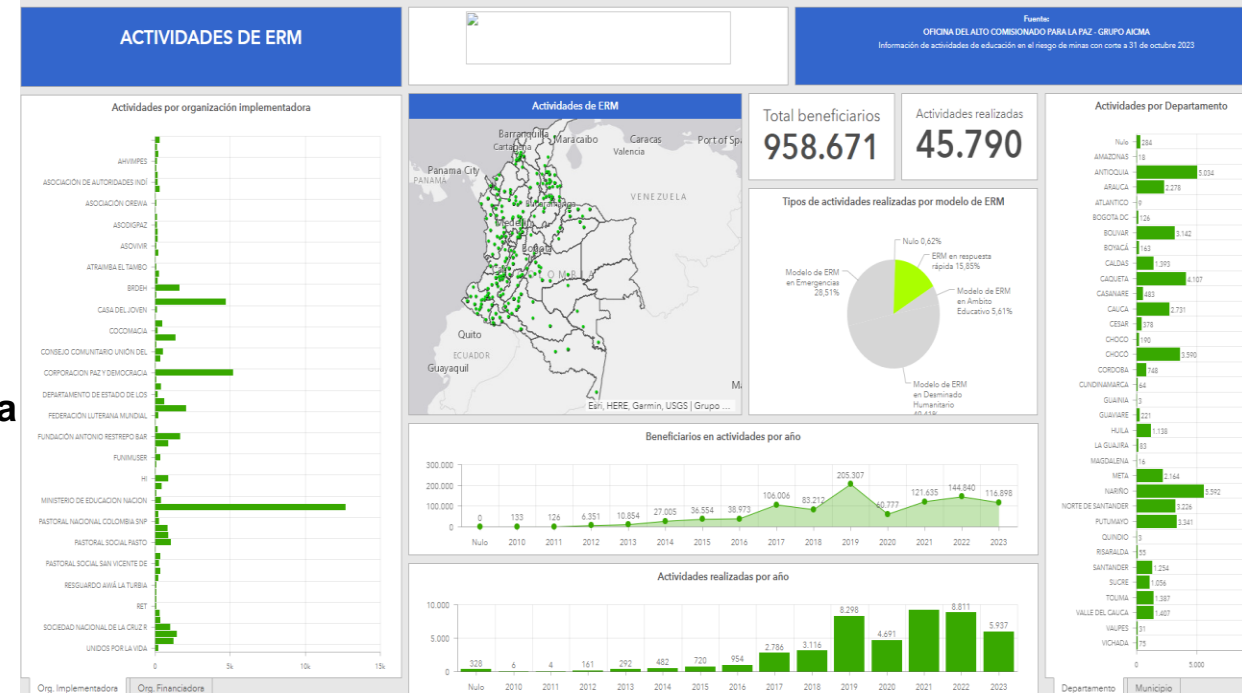 ACTIVIDADES DE ERM
Fuente:
OFICINA DEL ALTO COMISIONADO PARA LA PAZ - GRUPO AICMA
Información de actividades de educación en el riesgo de minas con corte a 31 de octubre 2023
Actividades por organización implementadora
AHVIMPES
ASOCIACIÓN DE AUTORIDADES INDÍ
ASOCIACIÓN OREWA
ASODIGPAZ
ASOVIVIR
ATRAIMBA EL TAMBO
BRDEH
CASA DEL JOVEN
COCOMACIA
CONSEJO COMUNITARIO UNIÓN DEL
CORPORACION PAZ Y DEMOCRACIA
DEPARTAMENTO DE ESTADO DE LOS
FEDERACIÓN LUTERANA MUNDIAL
FUNDACIÓN ANTONIO RESTREPO BAR
FUNIMUSER
HI
MINISTERIO DE EDUCACION NACION
PASTORAL NACIONAL COLOMBIA SNP
PASTORAL SOCIAL PASTO
PASTORAL SOCIAL SAN VICENTE DE
RESGUARDO AWÁ LA TURBIA
RET
SOCIEDAD NACIONAL DE LA CRUZ R
UNIDOS POR LA VIDA
0 5k 10k 15k
Org. Implementadora Org. Financiadora
a
Actividades de ERM
Barranquilla
Cartagena
Maracaibo
Caracas
Valencia
Port of Sp
Panama City
PANAMA
VENEZUELA
Bucaramanga
Medellín
Bogotá
Cali
OMBIA
Quito
ECUADOR
Guayaquil
Ma
Esri, HERE, Garmin, USGS | Grupo ...
Total beneficiarios
958.671
Actividades realizadas
45.790
Tipos de actividades realizadas por modelo de ERM
Nulo 0,62%
ERM en respuesta
rápida 15,85%
Modelo de ERM
en Ambito
Educativo 5,61%
Modelo de ERM
en Emergencias
28,51%
Modelo de ERM
en Desminado
Humanitario
Beneficiarios en actividades por año
300.000
200.000
100.000
0
0 133 126 6.351 10.854 27.005 36.554 38.973 106.006 83.212 205.307 60.777 121.635 144.840 116.898
Nulo 2010 2011 2012 2013 2014 2015 2016 2017 2018 2019 2020 2021 2022 2023
Actividades realizadas por año
10.000
5.000
0
328 6 4 161 292 482 720 954 2.786 3.116 8.298 4.691 8.811 5.937
Nulo 2010 2011 2012 2013 2014 2015 2016 2017 2018 2019 2020 2021 2022 2023
Actividades por Departamento
Nulo 284
AMAZONAS 18
ANTIOQUIA 5.034
ARAUCA 2.278
ATLANTICO 9
BOGOTA DC 126
BOLIVAR 3.142
BOYACÁ 163
CALDAS 1.393
CAQUETA 4.107
CASANARE 483
CAUCA 2.731
CESAR 378
CHOCO 190
CHOCÓ 3.590
CORDOBA 748
CUNDINAMARCA 64
GUAINIA 3
GUAVIARE 221
HUILA 1.138
LA GUAJIRA 83
MAGDALENA 16
META 2.164
NARIÑO 5.592
NORTE DE SANTANDER 3.226
PUTUMAYO 3.341
QUINDIO 3
RISARALDA 55
SANTANDER 1.254
SUCRE 1.056
TOLIMA 1.387
VALLE DEL CAUCA 1.407
VAUPES 31
VICHADA 75
0 5.000
Departamento Municipio